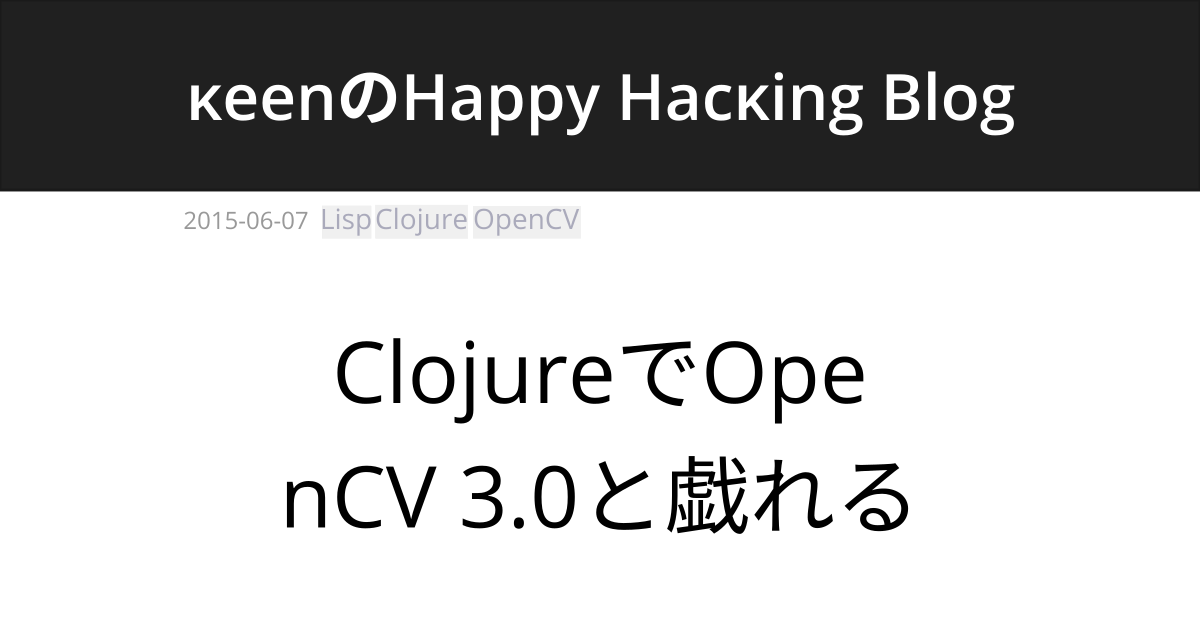 κeenのHappy Hacκing Blog
2015-06-07 Lisp Clojure OpenCV
ClojureでOpe
nCV 3.0と戯れる